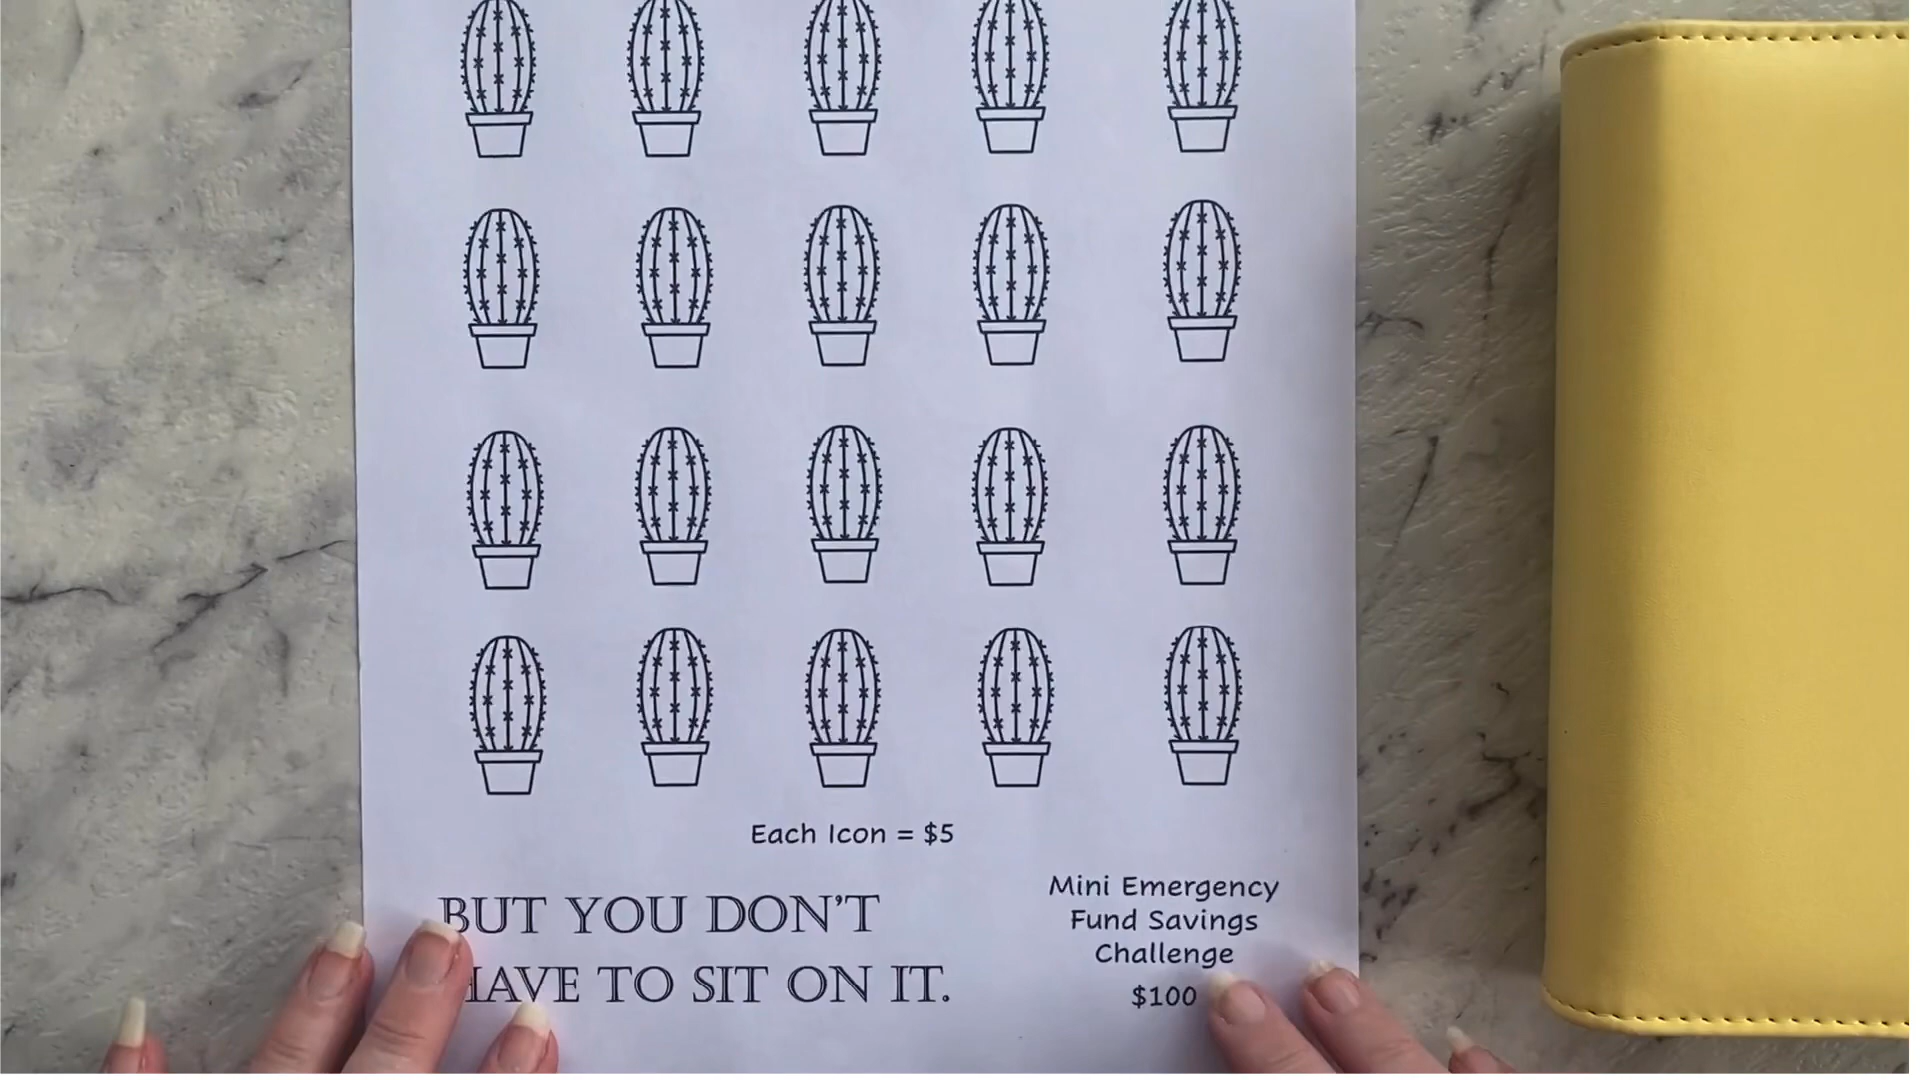 Each Icon = $5
BUT YOU DON'T
HAVE TO SIT ON IT.
Mini Emergency
Fund Savings
Challenge
$100